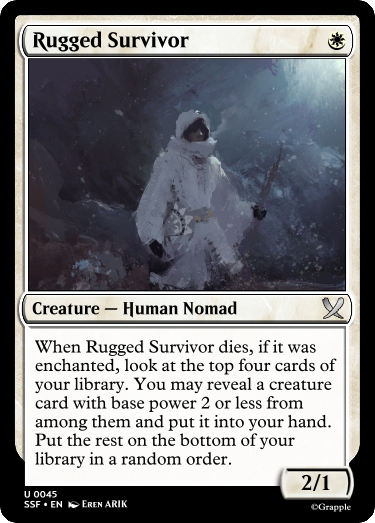 Rugged Survivor
Creature — Human Nomad
When Rugged Survivor dies, if it was
enchanted, look at the top four cards of
your library. You may reveal a creature
card with base power 2 or less from
among them and put it into your hand.
Put the rest on the bottom of your
library in a random order.
2/1
U 0045
SSF • EN Eren ARIK
©Grapple